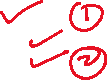 ✓ ①
✓
✓ ②